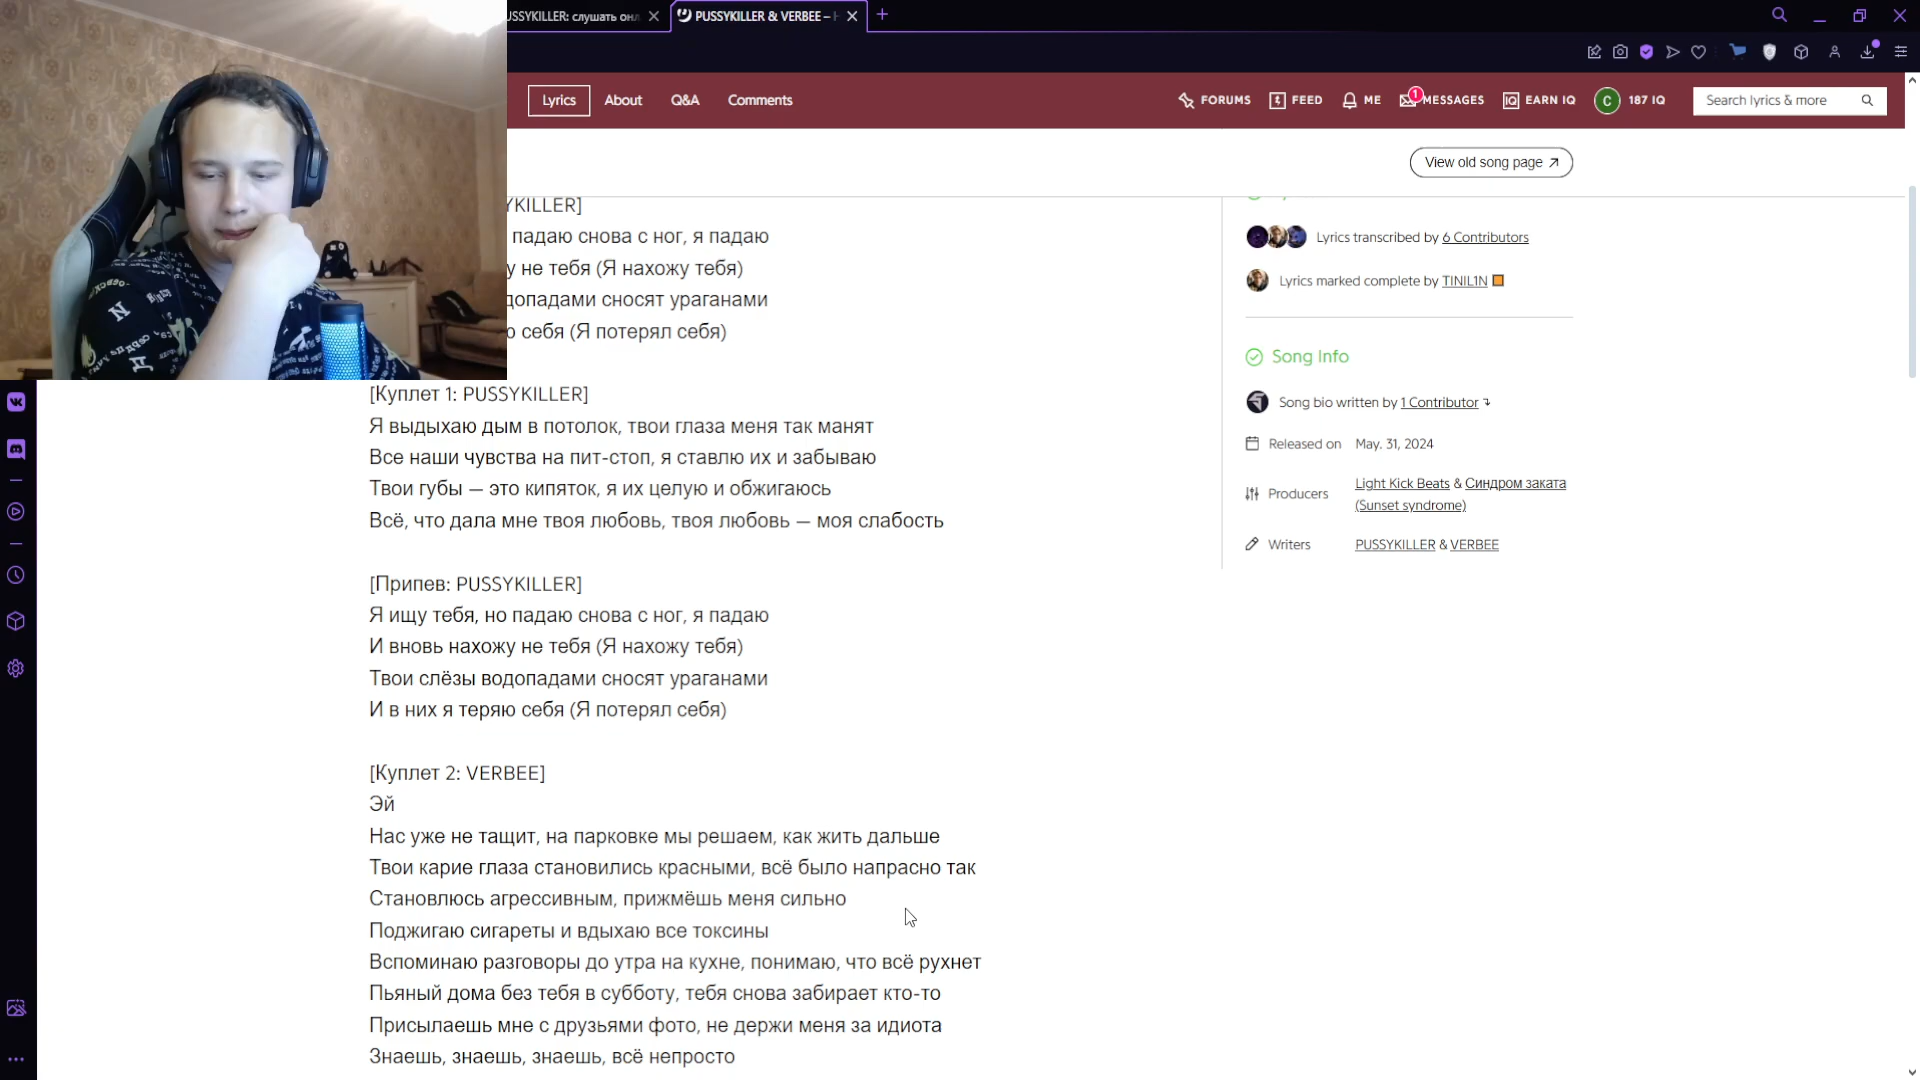 USSYKILLER: слушать онл
PUSSYKILLER & VERBEE –
Lyrics
About
Q&A
Comments
FORUMS
FEED
ME
1
MESSAGES
EARN IQ
C
187 IQ
Search lyrics & more
View old song page
YKILLER]
падаю снова с ног, я падаю
у не тебя (Я нахожу тебя)
допадами сносят ураганами
ю себя (Я потерял себя)
[Куплет 1: PUSSYKILLER]
Я выдыхаю дым в потолок, твои глаза меня так манят
Все наши чувства на пит-стоп, я ставлю их и забываю
Твои губы — это кипяток, я их целую и обжигаюсь
Всё, что дала мне твоя любовь, твоя любовь — моя слабость
[Припев: PUSSYKILLER]
Я ищу тебя, но падаю снова с ног, я падаю
И вновь нахожу не тебя (Я нахожу тебя)
Твои слёзы водопадами сносят ураганами
И в них я теряю себя (Я потерял себя)
[Куплет 2: VERBEE]
Эй
Нас уже не тащит, на парковке мы решаем, как жить дальше
Твои карие глаза становились красными, всё было напрасно так
Становлюсь агрессивным, прижмёшь меня сильно
Поджигаю сигареты и вдыхаю все токсины
Вспоминаю разговоры до утра на кухне, понимаю, что всё рухнет
Пьяный дома без тебя в субботу, тебя снова забирает кто-то
Присылаешь мне с друзьями фото, не держи меня за идиота
Знаешь, знаешь, знаешь, всё непросто
Lyrics transcribed by 6 Contributors
Lyrics marked complete by TINIL1N
Song Info
Song bio written by 1 Contributor
Released on May. 31, 2024
Producers Light Kick Beats & Синдром заката
(Sunset syndrome)
Writers PUSSYKILLER & VERBEE